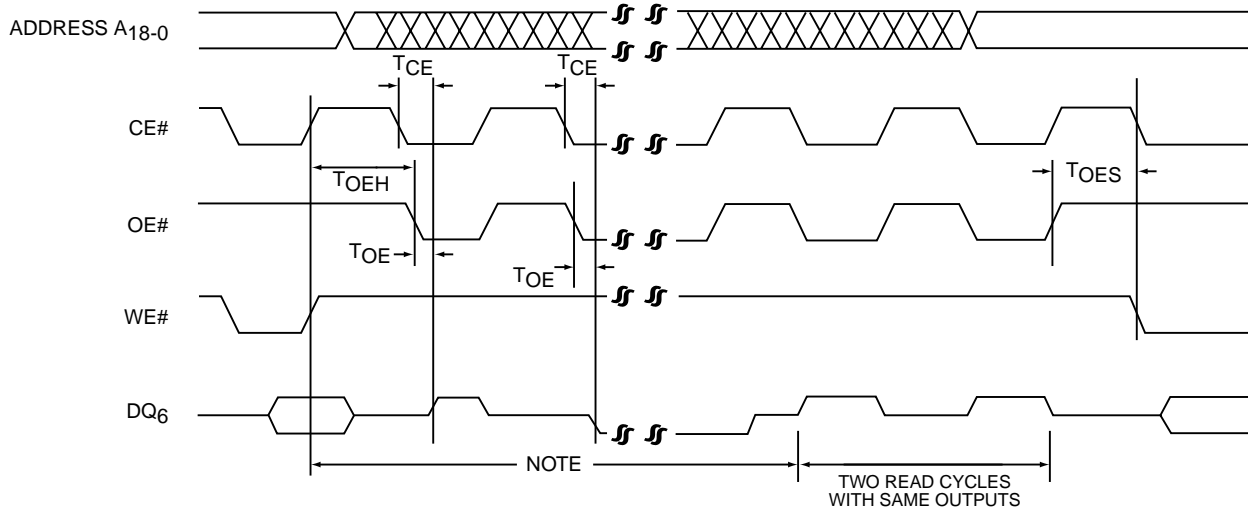 ADDRESS A18-0
TCE
TCE
CE#
TOEH
TOES
OE#
TOE
TOE
WE#
DQ6
NOTE
TWO READ CYCLES
WITH SAME OUTPUTS